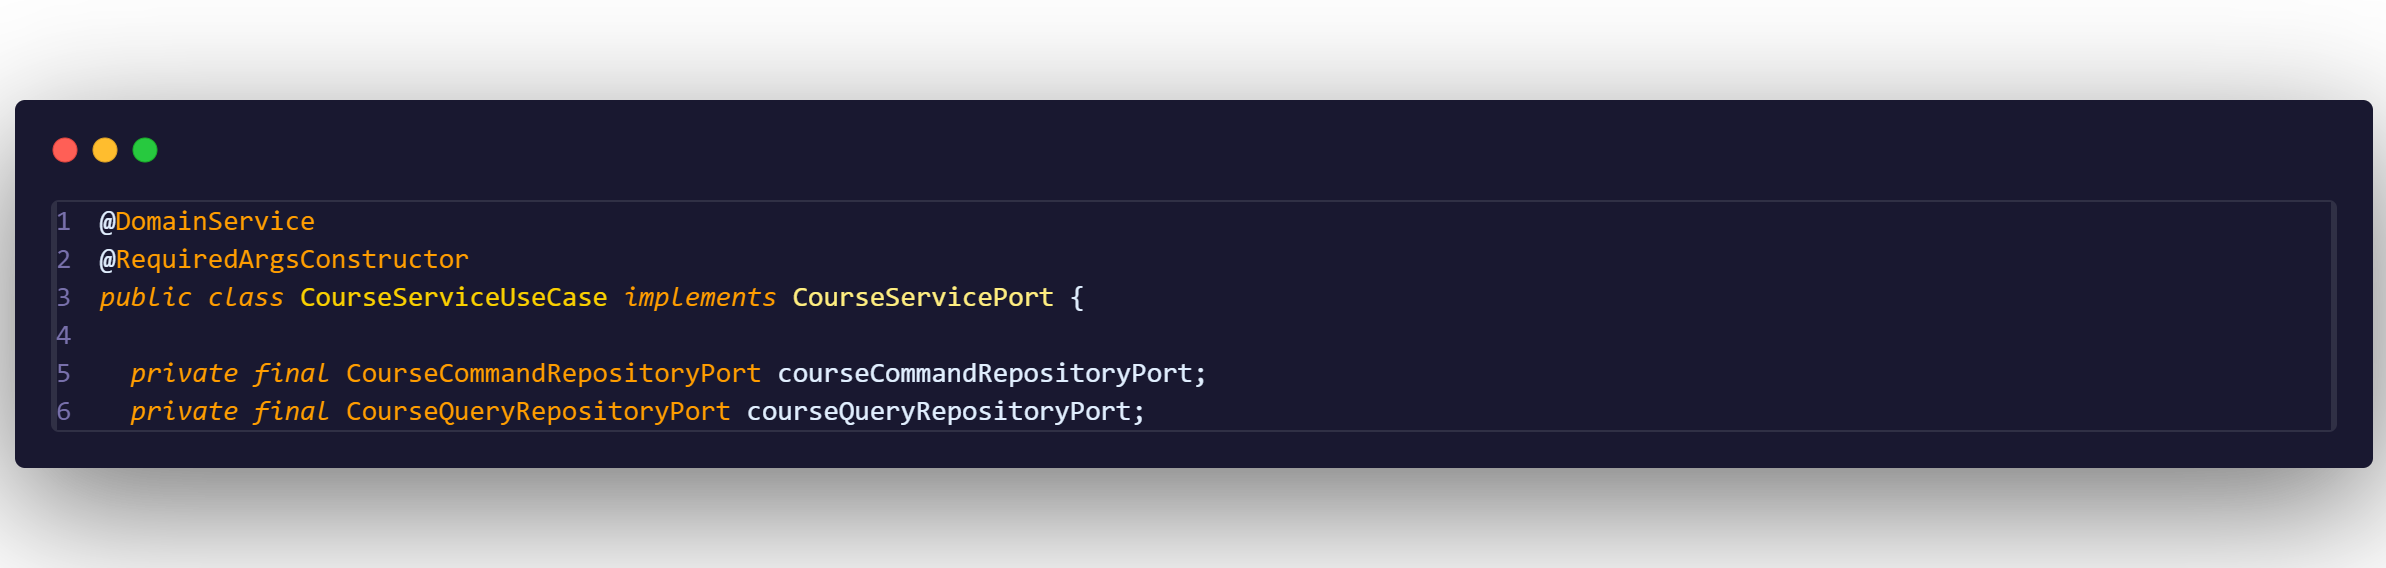 1 @DomainService
2 @RequiredArgsConstructor
3 public class CourseServiceUseCase implements CourseServicePort {
4
5   private final CourseCommandRepositoryPort courseCommandRepositoryPort;
6   private final CourseQueryRepositoryPort courseQueryRepositoryPort;